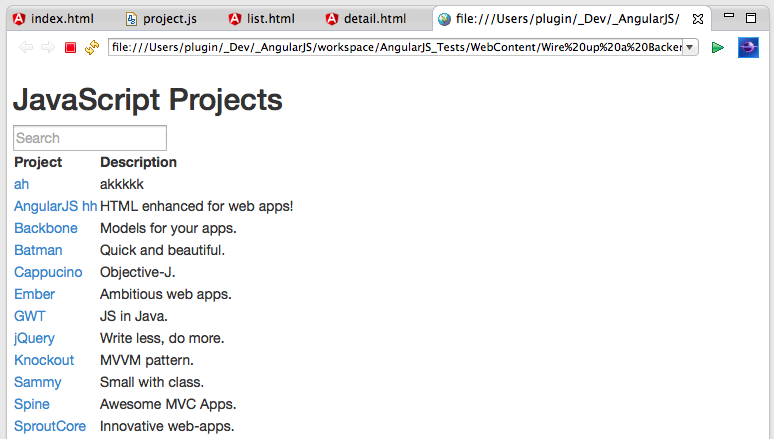 index.html project.js list.html detail.html file:///Users/plugin/_Dev/_AngularJS/
file:///Users/plugin/_Dev/_AngularJS/workspace/AngularJS_Tests/WebContent/Wire%20up%20a%20Backer
JavaScript Projects
Search
Project Description
ah akkkkk
AngularJS hh HTML enhanced for web apps!
Backbone Models for your apps.
Batman Quick and beautiful.
Cappucino Objective-J.
Ember Ambitious web apps.
GWT JS in Java.
jQuery Write less, do more.
Knockout MVVM pattern.
Sammy Small with class.
Spine Awesome MVC Apps.
SproutCore Innovative web-apps.